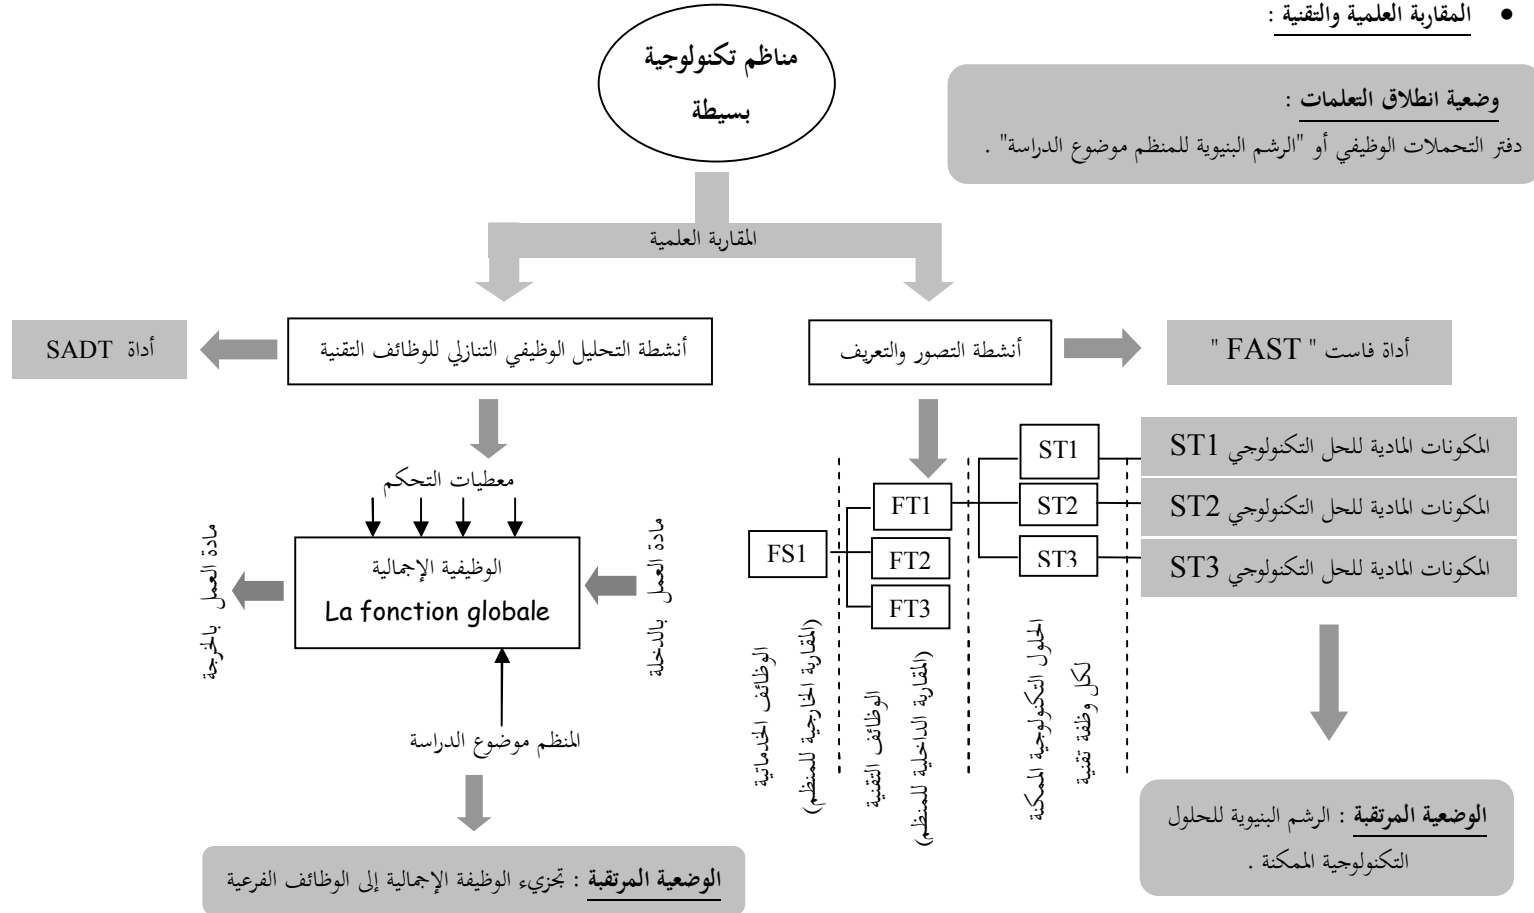 • المقاربة العلمية والتقنية :
مناظم تكنولوجية
بسيطة
وضعية انطلاق التعلمات :
دفتر التحملات الوظيفي أو "الرشم البنيوية للمنظم موضوع الدراسة" .
المقاربة العلمية
أداة فاست " FAST "
أنشطة التصور والتعريف
أنشطة التحليل الوظيفي التنازلي للوظائف التقنية
أداة SADT
المكونات المادية للحل التكنولوجي ST1
المكونات المادية للحل التكنولوجي ST2
المكونات المادية للحل التكنولوجي ST3
ST1
ST2
ST3
FT1
FT2
FT3
FS1
الوظائف الخدماتية
(المقاربة الخارجية للمنظم)
الوظائف التقنية
(المقاربة الداخلية للمنظم)
الحلول التكنولوجية الممكنة
لكل وظفة تقنية
الوضعية المرتقبة : الرشم البنيوية للحلول
التكنولوجية الممكنة .
معطيات التحكم
مادة العمل بالدخلة
الوظيفية الإجمالية
La fonction globale
مادة العمل بالخرجة
المنظم موضوع الدراسة
الوضعية المرتقبة : تجزيء الوظيفة الإجمالية إلى الوظائف الفرعية